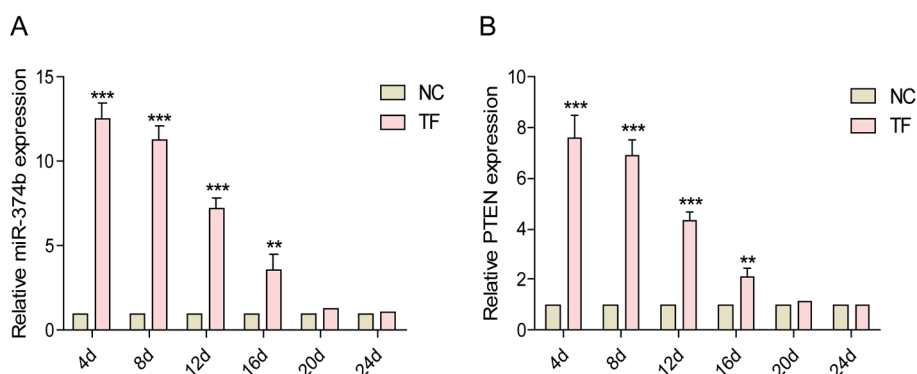 A
Relative miR-374b expression
15
10
5
0
***
***
***
**
NC
TF
4d
8d
12d
16d
20d
24d
B
Relative PTEN expression
10
8
6
4
2
0
***
***
***
**
NC
TF
4d
8d
12d
16d
20d
24d